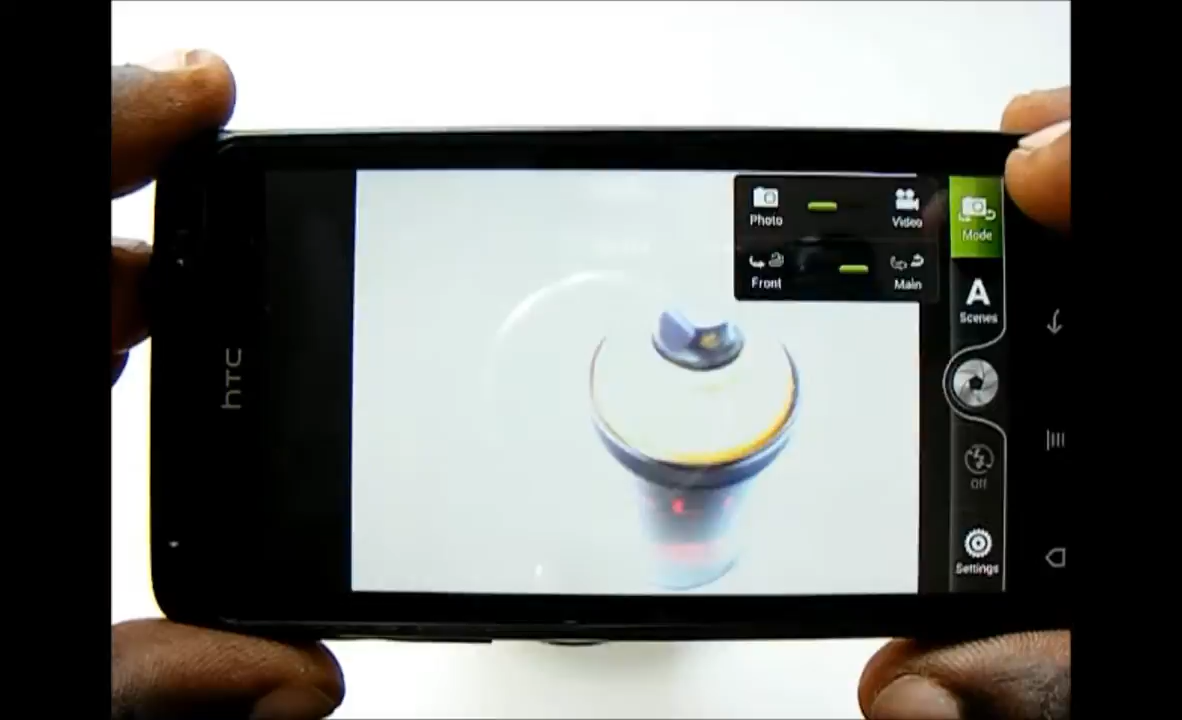 hTC
Photo
Video
Front
Main
Mode
A
Scenes
Off
Settings